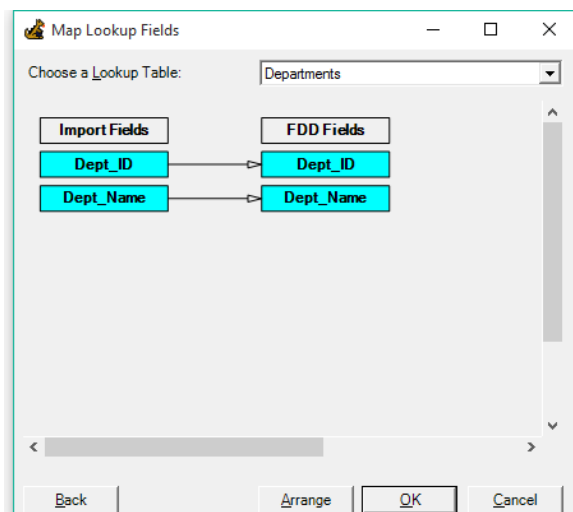 Map Lookup Fields
Choose a Lookup Table: Departments
Import Fields FDD Fields
Dept_ID Dept_ID
Dept_Name Dept_Name
Back Arrange OK Cancel